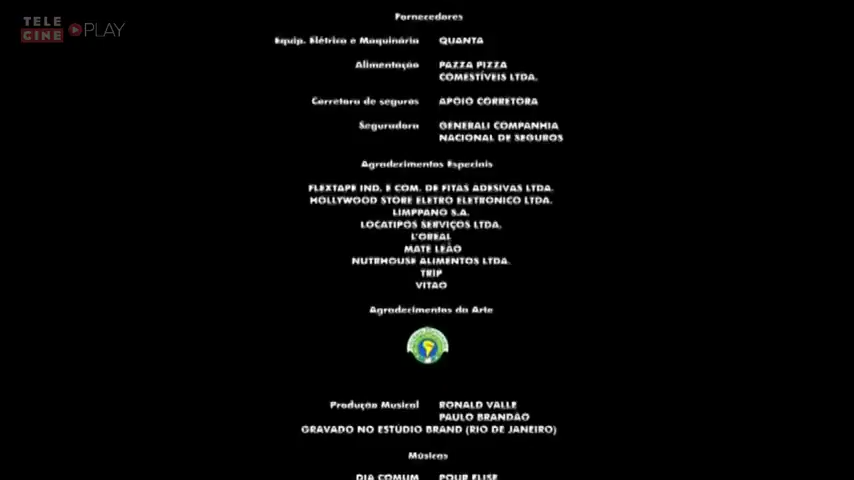 TELE CINE PLAY
Fornecedores
Equip. Elétrico e Maquinária QUANTA
Alimentação PAZZA PIZZA
COMESTÍVEIS LTDA.
Corretora de seguros APOIO CORRETORA
Seguradora GENERALI COMPANHIA
NACIONAL DE SEGUROS
Agradecimentos Especiais
FLEXTAPE IND. E COM. DE FITAS ADESIVAS LTDA.
HOLLYWOOD STORE ELETRO ELETRONICO LTDA.
LIMPPANO S.A.
LOCATIPOS SERVIÇOS LTDA.
L'OREAL
MATE LEÃO
NUTRHOUSE ALIMENTOS LTDA.
TRIP
VITAO
Agradecimentos da Arte
Produção Musical RONALD VALLE
PAULO BRANDÃO
GRAVADO NO ESTÚDIO BRAND (RIO DE JANEIRO)
Músicas
DIA COMUM POUR ELISE